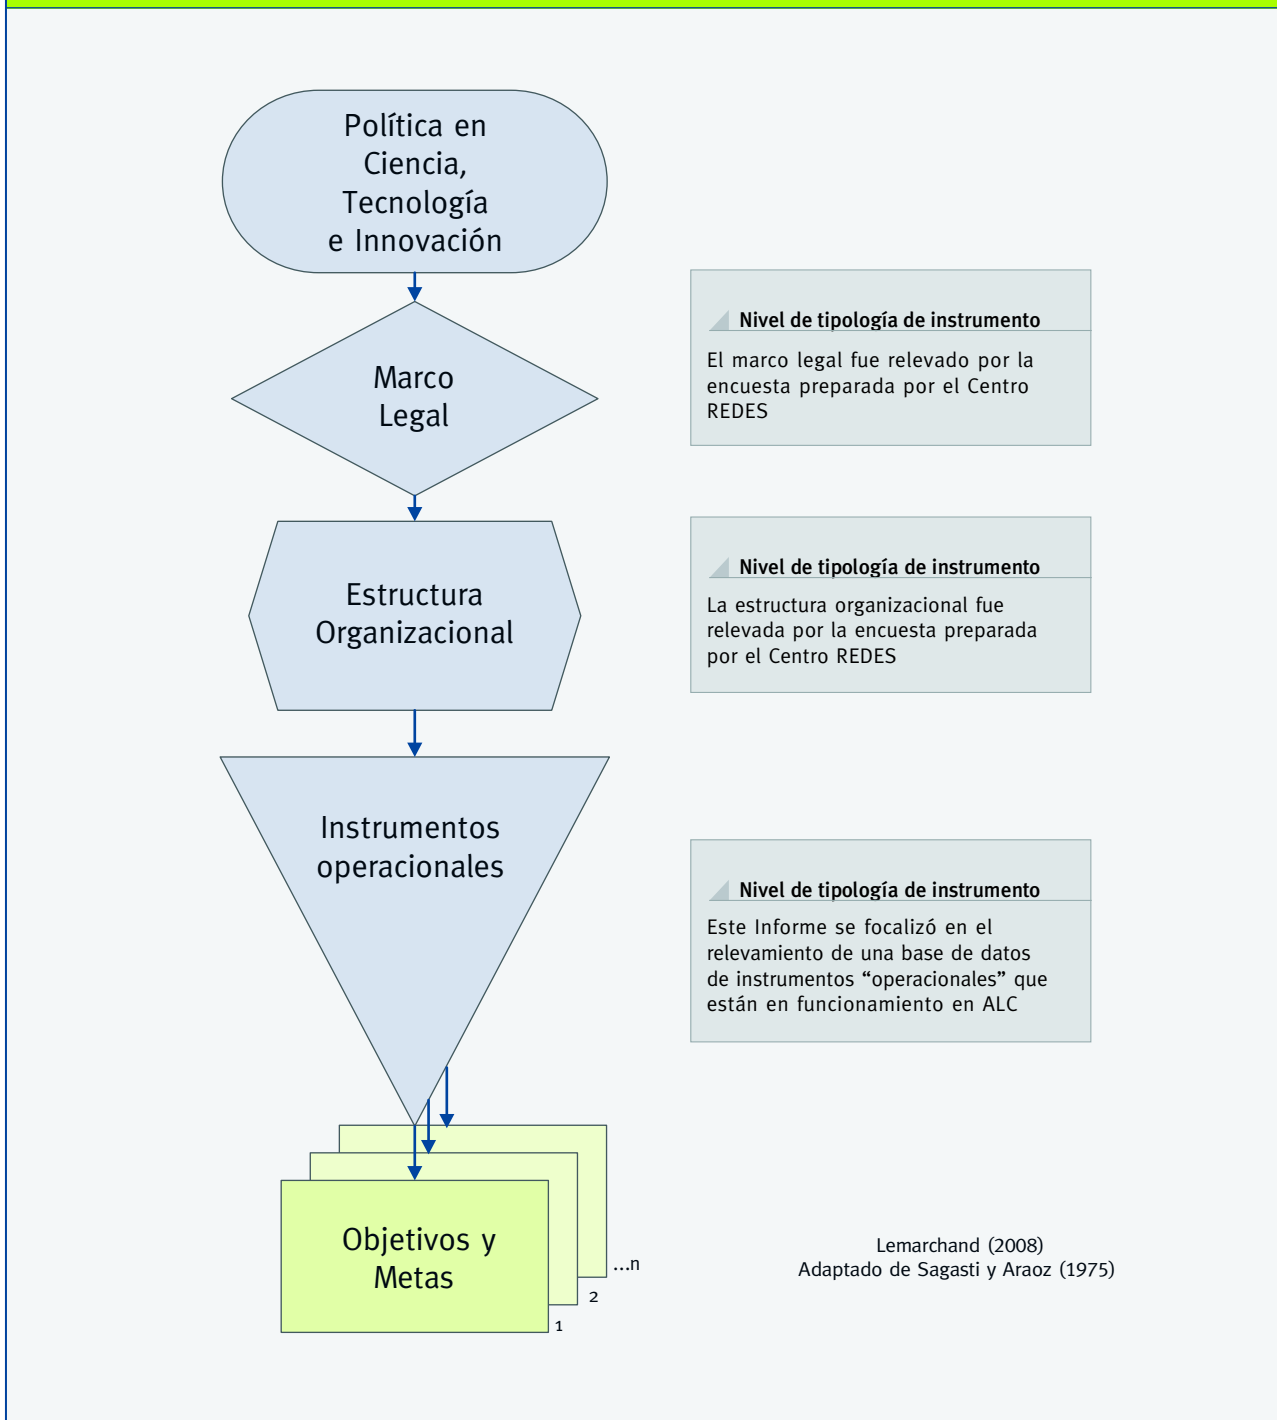 Política en
Ciencia,
Tecnología
e Innovación
Marco
Legal
Nivel de tipología de instrumento
El marco legal fue relevado por la
encuesta preparada por el Centro
REDES
Estructura
Organizacional
Nivel de tipología de instrumento
La estructura organizacional fue
relevada por la encuesta preparada
por el Centro REDES
Instrumentos
operacionales
Nivel de tipología de instrumento
Este Informe se focalizó en el
relevamiento de una base de datos
de instrumentos “operacionales” que
están en funcionamiento en ALC
Objetivos y
Metas
1
2
...n
Lemarchand (2008)
Adaptado de Sagasti y Araoz (1975)